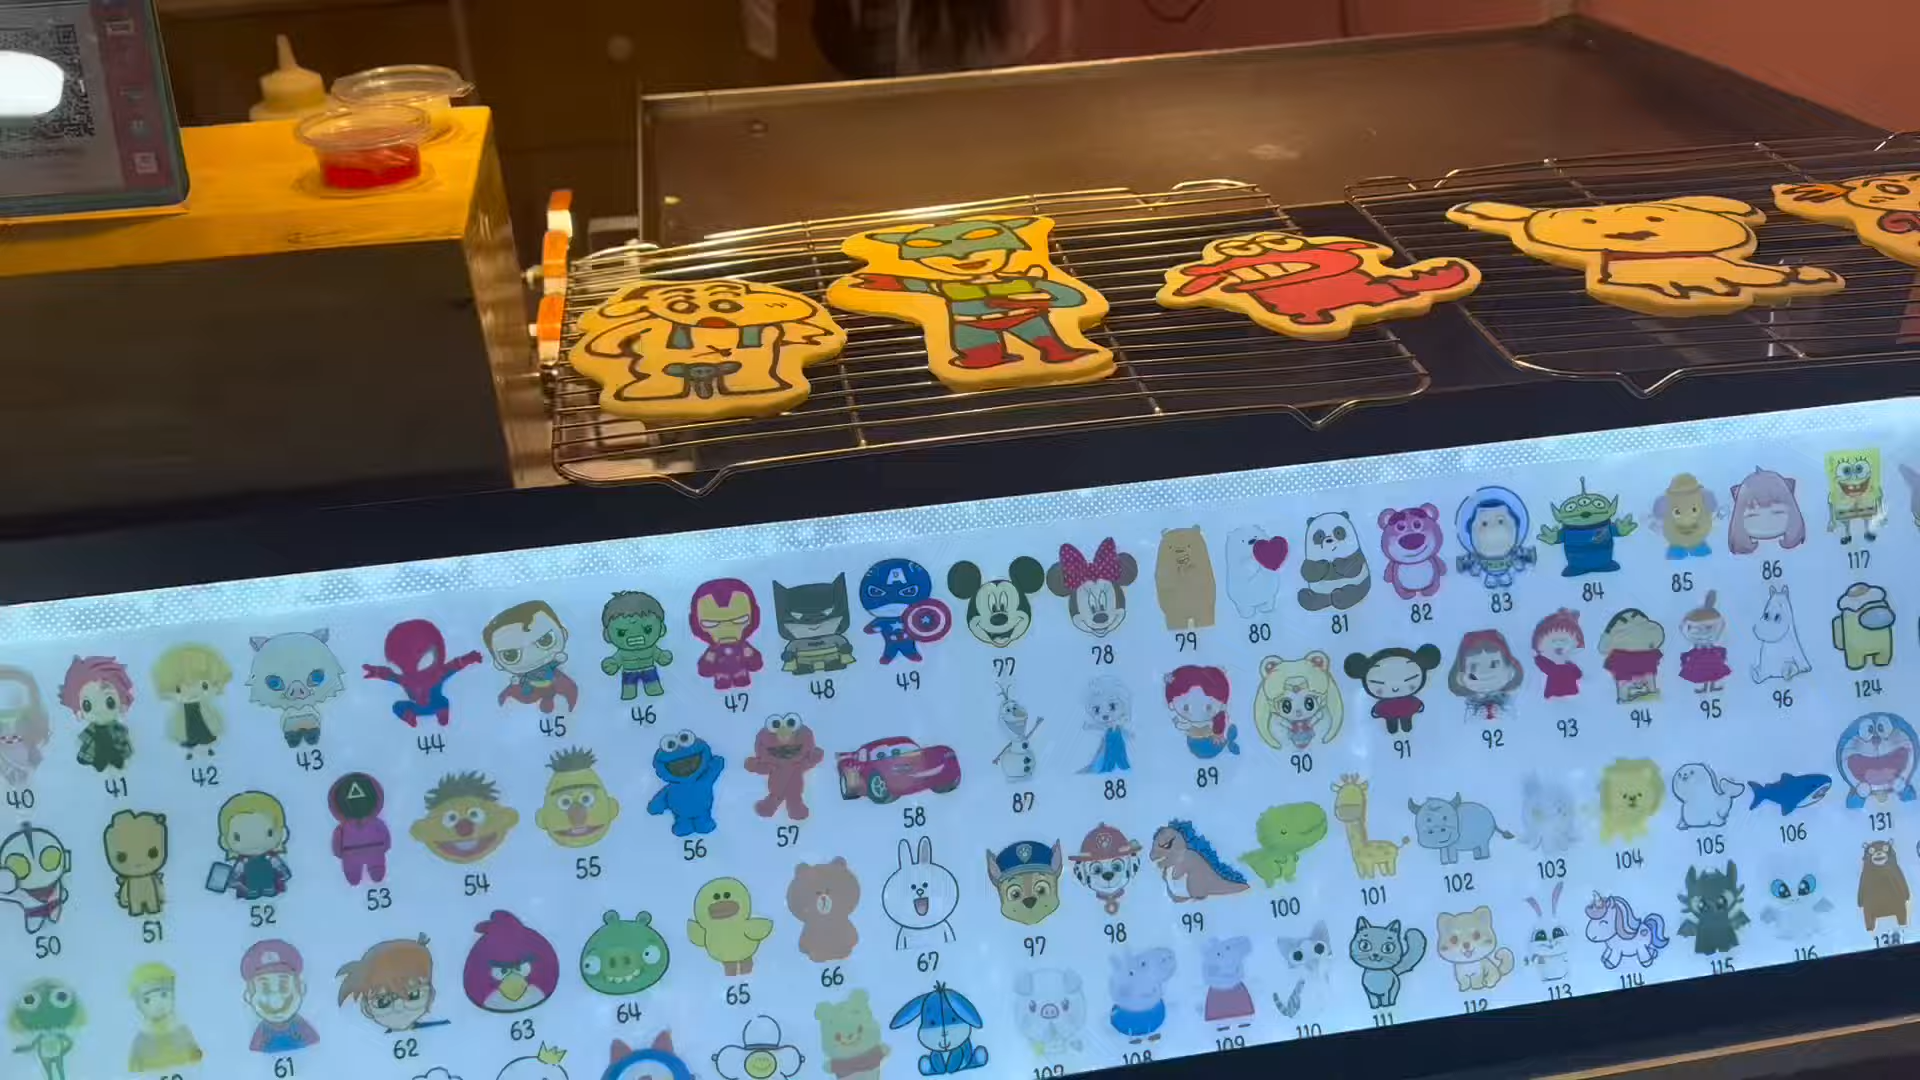 40 41 42 43 44 45 46 47 48 49 77 78 79 80 81 82 83 84 85 86 117
50 51 52 53 54 55 56 57 58 87 88 89 90 91 92 93 94 95 96 124
61 62 63 64 65 66 67 97 98 99 100 101 102 103 104 105 106 131
107 108 109 110 111 112 113 114 115 116 138
A